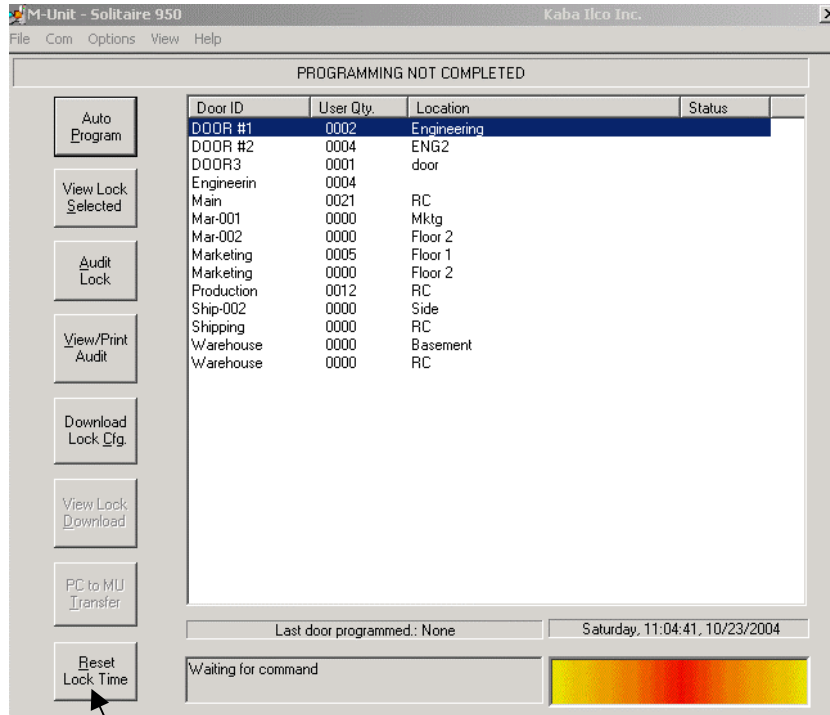 M-Unit - Solitaire 950 Kaba Ilco Inc.
File Com Options View Help
PROGRAMMING NOT COMPLETED
Auto
Program
View Lock
Selected
Audit
Lock
View/Print
Audit
Download
Lock Cfg.
View Lock
Download
PC to MU
Transfer
Reset
Lock Time
Door ID User Qty. Location Status
DOOR #1 0002 Engineering
DOOR #2 0004 ENG2
DOOR3 0001 door
Engineerin 0004
Main 0021 RC
Mar-001 0000 Mktg
Mar-002 0000 Floor 2
Marketing 0005 Floor 1
Marketing 0000 Floor 2
Production 0012 RC
Ship-002 0000 Side
Shipping 0000 RC
Warehouse 0000 Basement
Warehouse 0000 RC
Last door programmed.: None Saturday, 11:04:41, 10/23/2004
Waiting for command